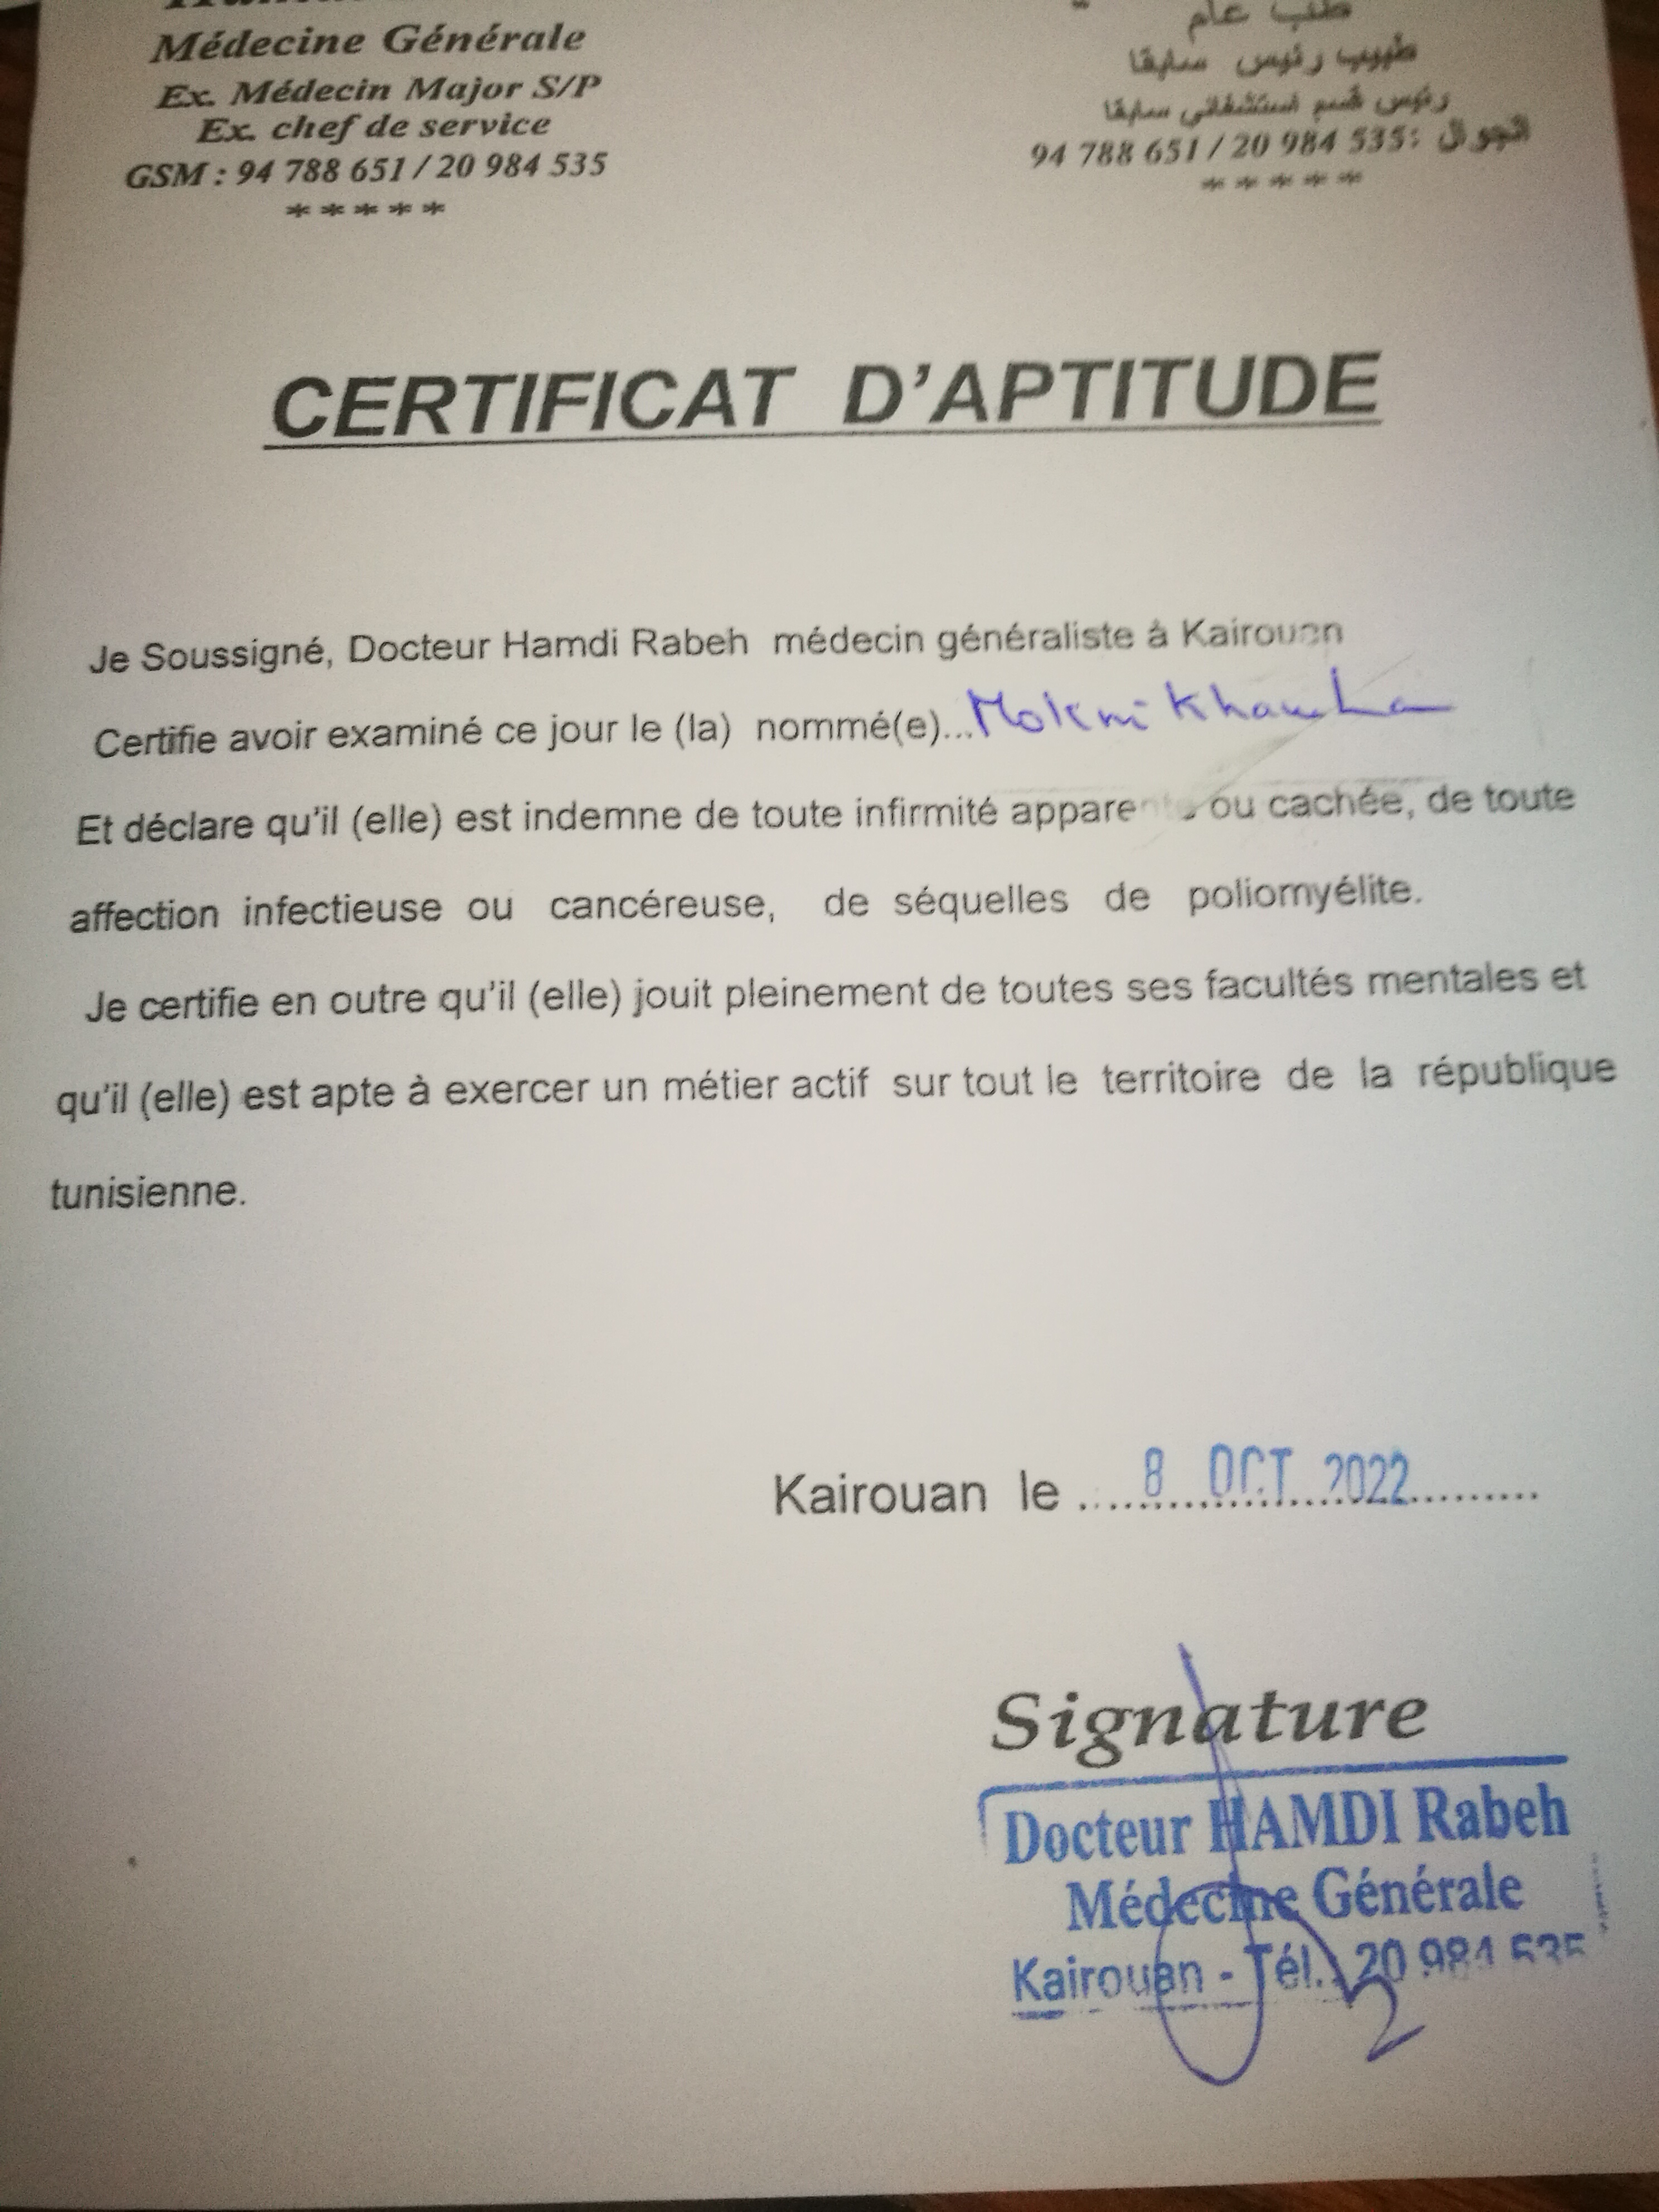 Médecine Générale
Ex. Médecin Major S/P
Ex. chef de service
GSM : 94 788 651 / 20 984 535
*****
طب عام
طبيب رئيس سابقا
رئيس قسم استشفائي سابقا
الجوال :94 788 651 / 20 984 535
*****
CERTIFICAT D'APTITUDE
Je Soussigné, Docteur Hamdi Rabeh médecin généraliste à Kairouan
Certifie avoir examiné ce jour le (la) nommé(e)...Mokni
Et déclare qu'il (elle) est indemne de toute infirmité apparente ou cachée, de toute
affection infectieuse ou cancéreuse, de séquelles de poliomyélite.
Je certifie en outre qu'il (elle) jouit pleinement de toutes ses facultés mentales et
qu'il (elle) est apte à exercer un métier actif sur tout le territoire de la république
tunisienne.
Kairouan le ...8 OCT 2022...
Signature
Docteur HAMDI Rabeh
Médecine Générale
Kairouan - Tél.: 20 984 535